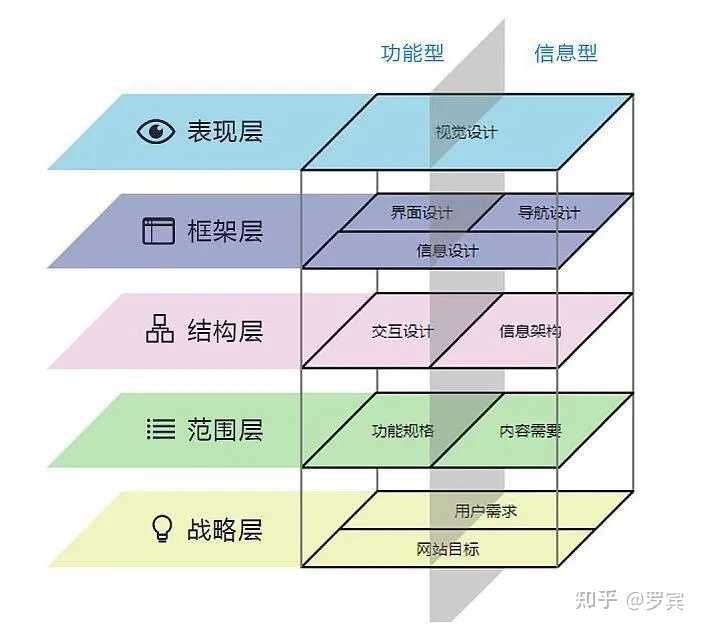 功能型 信息型
表现层 视觉设计
框架层 界面设计 导航设计
信息设计
结构层 交互设计 信息架构
范围层 功能规格 内容需要
战略层 用户需求
网站目标
知乎 @罗宾